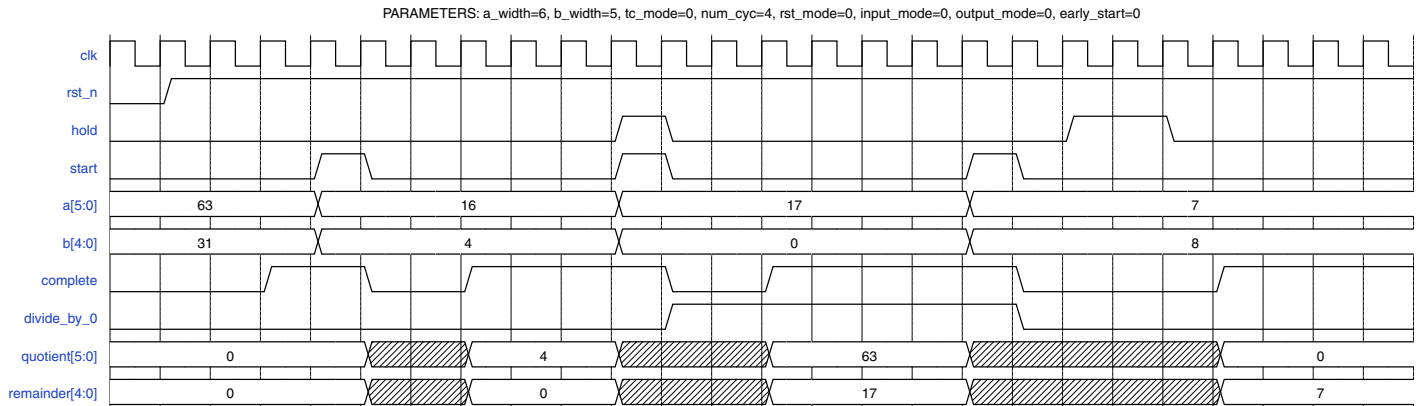 PARAMETERS: a_width=6, b_width=5, tc_mode=0, num_cyc=4, rst_mode=0, input_mode=0, output_mode=0, early_start=0
clk
rst_n
hold
start
a[5:0] 63 16 17 7
b[4:0] 31 4 0 8
complete
divide_by_0
quotient[5:0] 0 4 63 0
remainder[4:0] 0 0 17 7